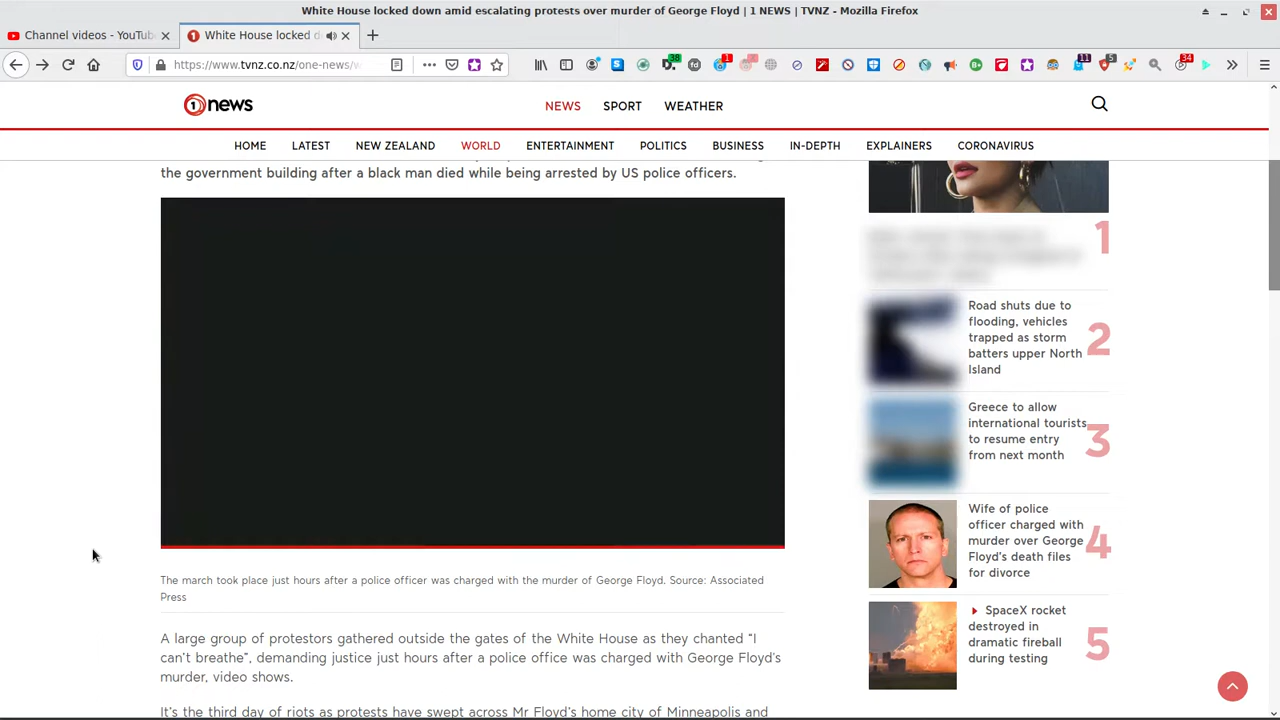 White House locked down amid escalating protests over murder of George Floyd | 1 NEWS | TVNZ - Mozilla Firefox
Channel videos - YouTub
White House locked d
https://www.tvnz.co.nz/one-news/w
38
1
11
5
34
1 news
NEWS
SPORT
WEATHER
HOME
LATEST
NEW ZEALAND
WORLD
ENTERTAINMENT
POLITICS
BUSINESS
IN-DEPTH
EXPLAINERS
CORONAVIRUS
the government building after a black man died while being arrested by US police officers.
The march took place just hours after a police officer was charged with the murder of George Floyd. Source: Associated
Press
A large group of protestors gathered outside the gates of the White House as they chanted “I
can’t breathe”, demanding justice just hours after a police office was charged with George Floyd’s
murder, video shows.
It’s the third day of riots as protests have swept across Mr Floyd’s home city of Minneapolis and
1
Road shuts due to
flooding, vehicles
trapped as storm
batters upper North
Island
2
Greece to allow
international tourists
to resume entry
from next month
3
Wife of police
officer charged with
murder over George
Floyd’s death files
for divorce
4
SpaceX rocket
destroyed in
dramatic fireball
during testing
5